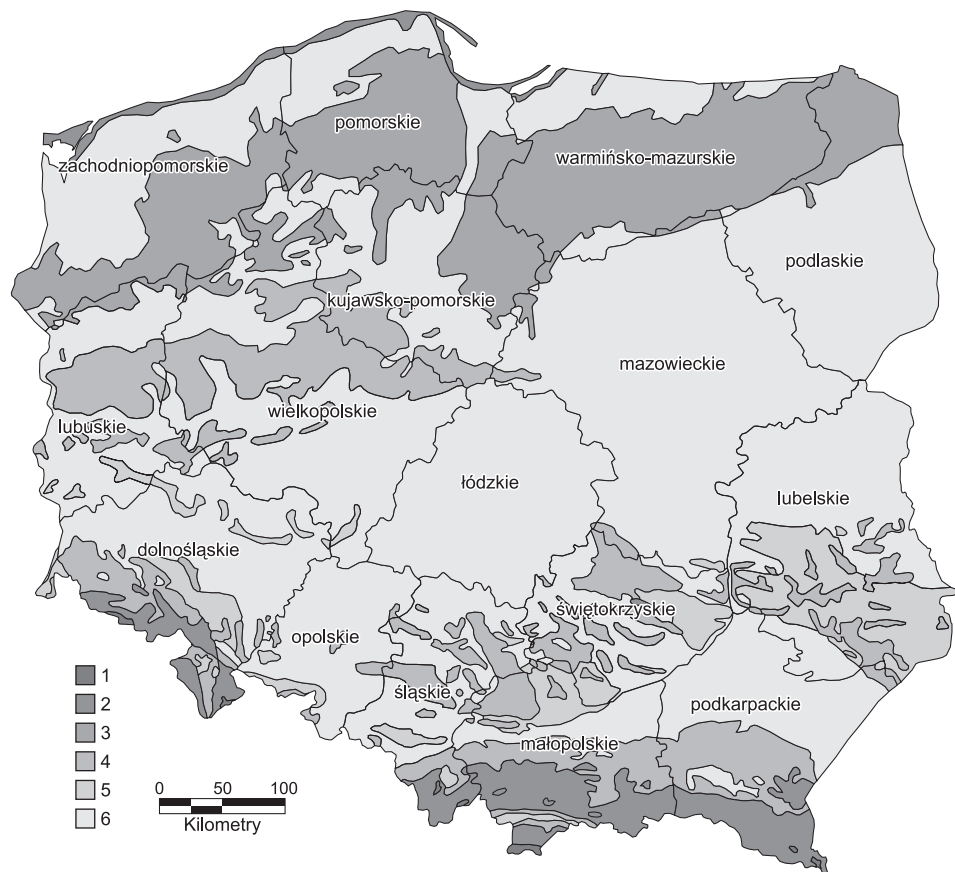 pomorskie
zachodniopomorskie
warmińsko-mazurskie
podlaskie
kujawsko-pomorskie
mazowieckie
wielkopolskie
lubuskie
łódzkie
lubelskie
dolnośląskie
świętokrzyskie
opolskie
śląskie
podkarpackie
małopolskie
1
2
3
4
5
6
0 50 100
Kilometry